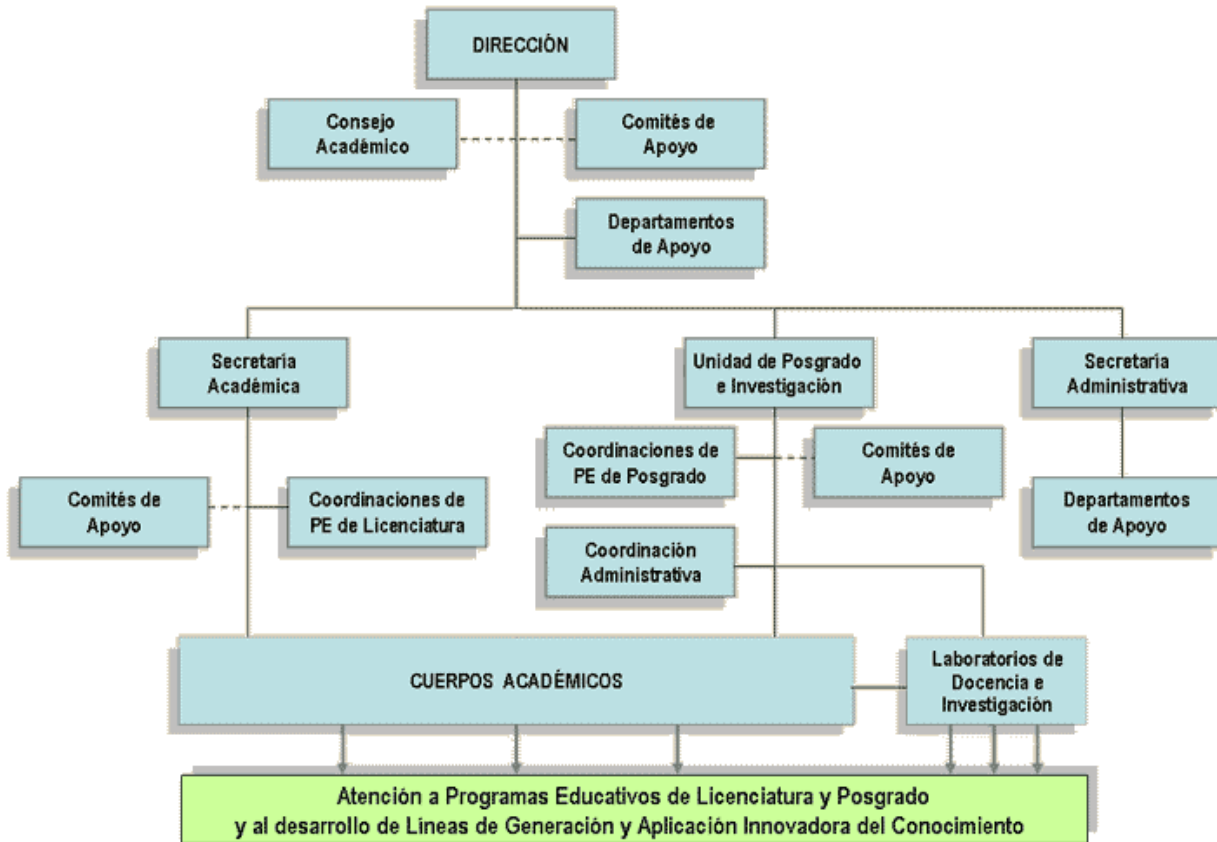 DIRECCIÓN
Consejo
Académico
Comités de
Apoyo
Departamentos
de Apoyo
Secretaría
Académica
Unidad de Posgrado
e Investigación
Secretaría
Administrativa
Coordinaciones de
PE de Posgrado
Comités de
Apoyo
Comités de
Apoyo
Coordinaciones de
PE de Licenciatura
Departamentos
de Apoyo
Coordinación
Administrativa
CUERPOS ACADÉMICOS
Laboratorios de
Docencia e
Investigación
Atención a Programas Educativos de Licenciatura y Posgrado
y al desarrollo de Líneas de Generación y Aplicación Innovadora del Conocimiento